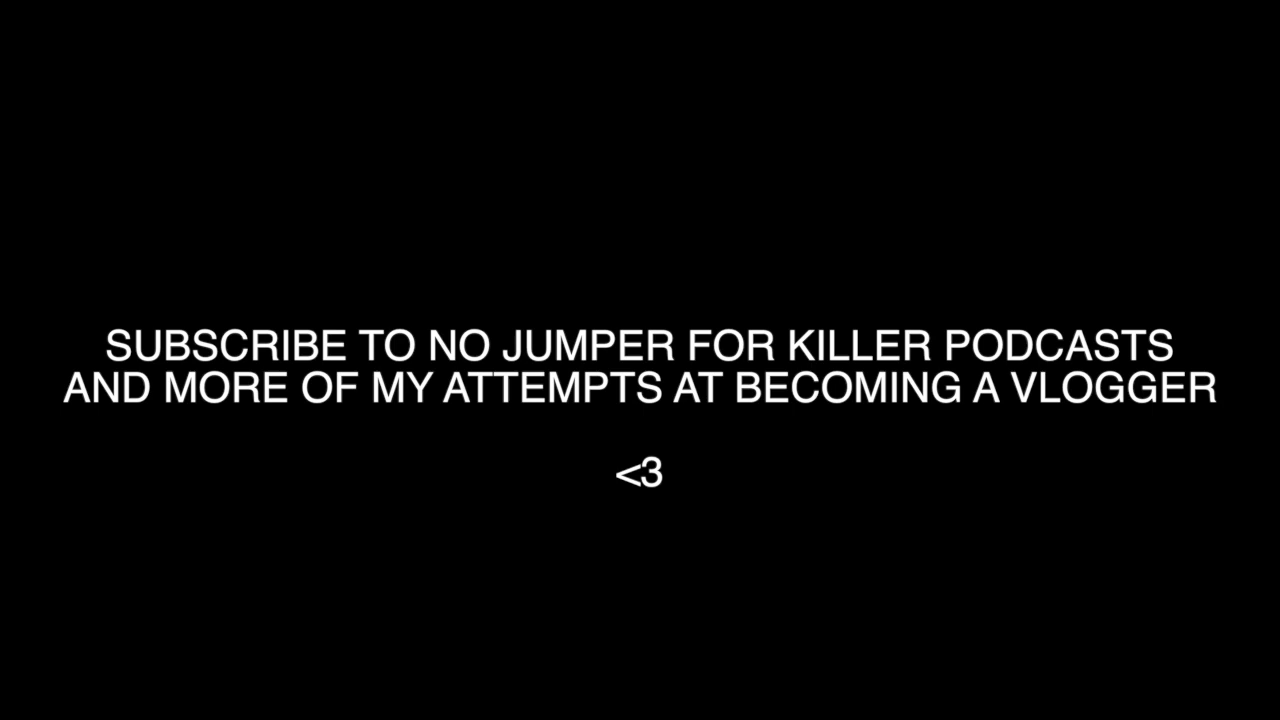 SUBSCRIBE TO NO JUMPER FOR KILLER PODCASTS
AND MORE OF MY ATTEMPTS AT BECOMING A VLOGGER
<3